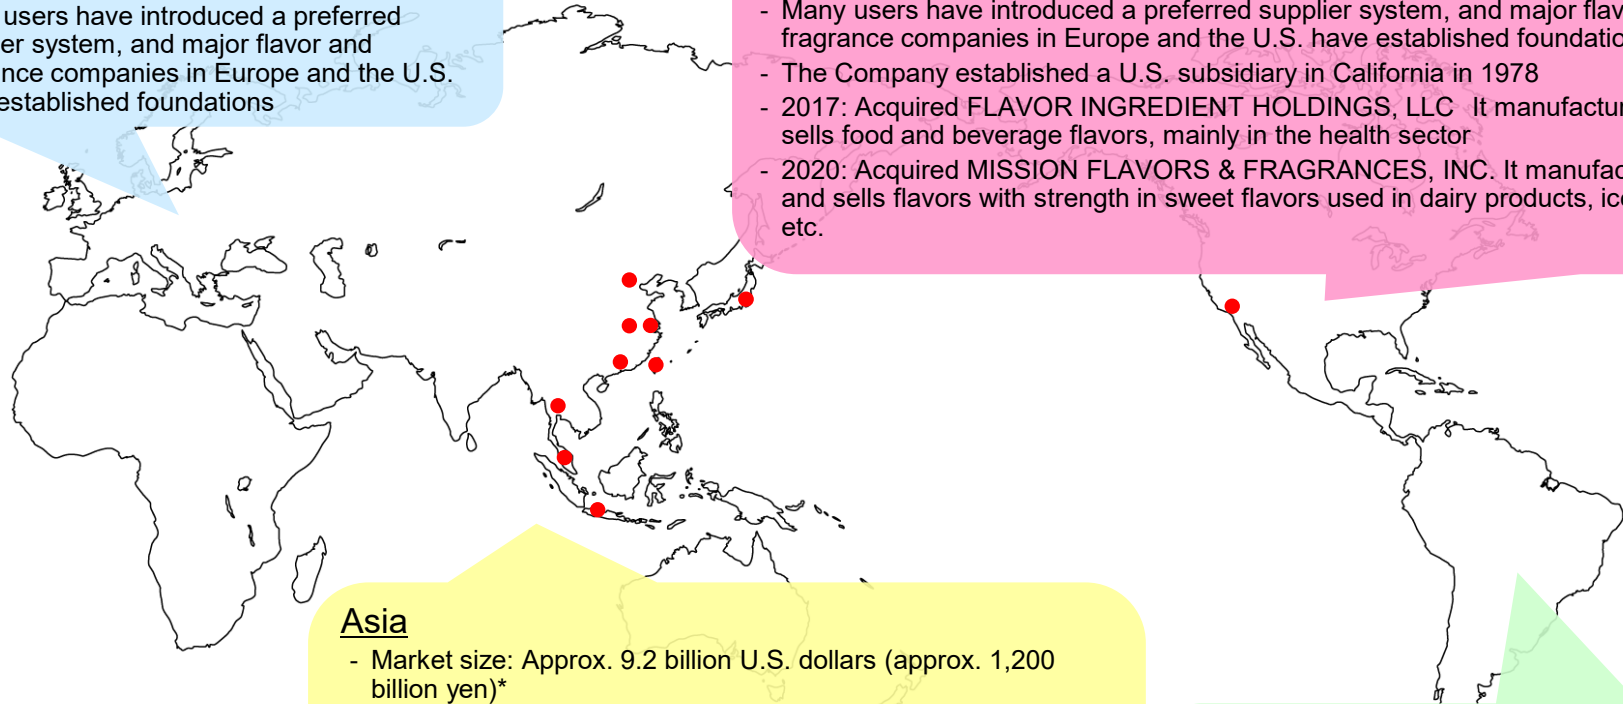 users have introduced a preferred
er system, and major flavor and
nce companies in Europe and the U.S.
established foundations
- Many users have introduced a preferred supplier system, and major flav
fragrance companies in Europe and the U.S. have established foundatio
- The Company established a U.S. subsidiary in California in 1978
- 2017: Acquired FLAVOR INGREDIENT HOLDINGS, LLC It manufactu
sells food and beverage flavors, mainly in the health sector
- 2020: Acquired MISSION FLAVORS & FRAGRANCES, INC. It manufac
and sells flavors with strength in sweet flavors used in dairy products, ic
etc.
Asia
- Market size: Approx. 9.2 billion U.S. dollars (approx. 1,200
billion yen)*